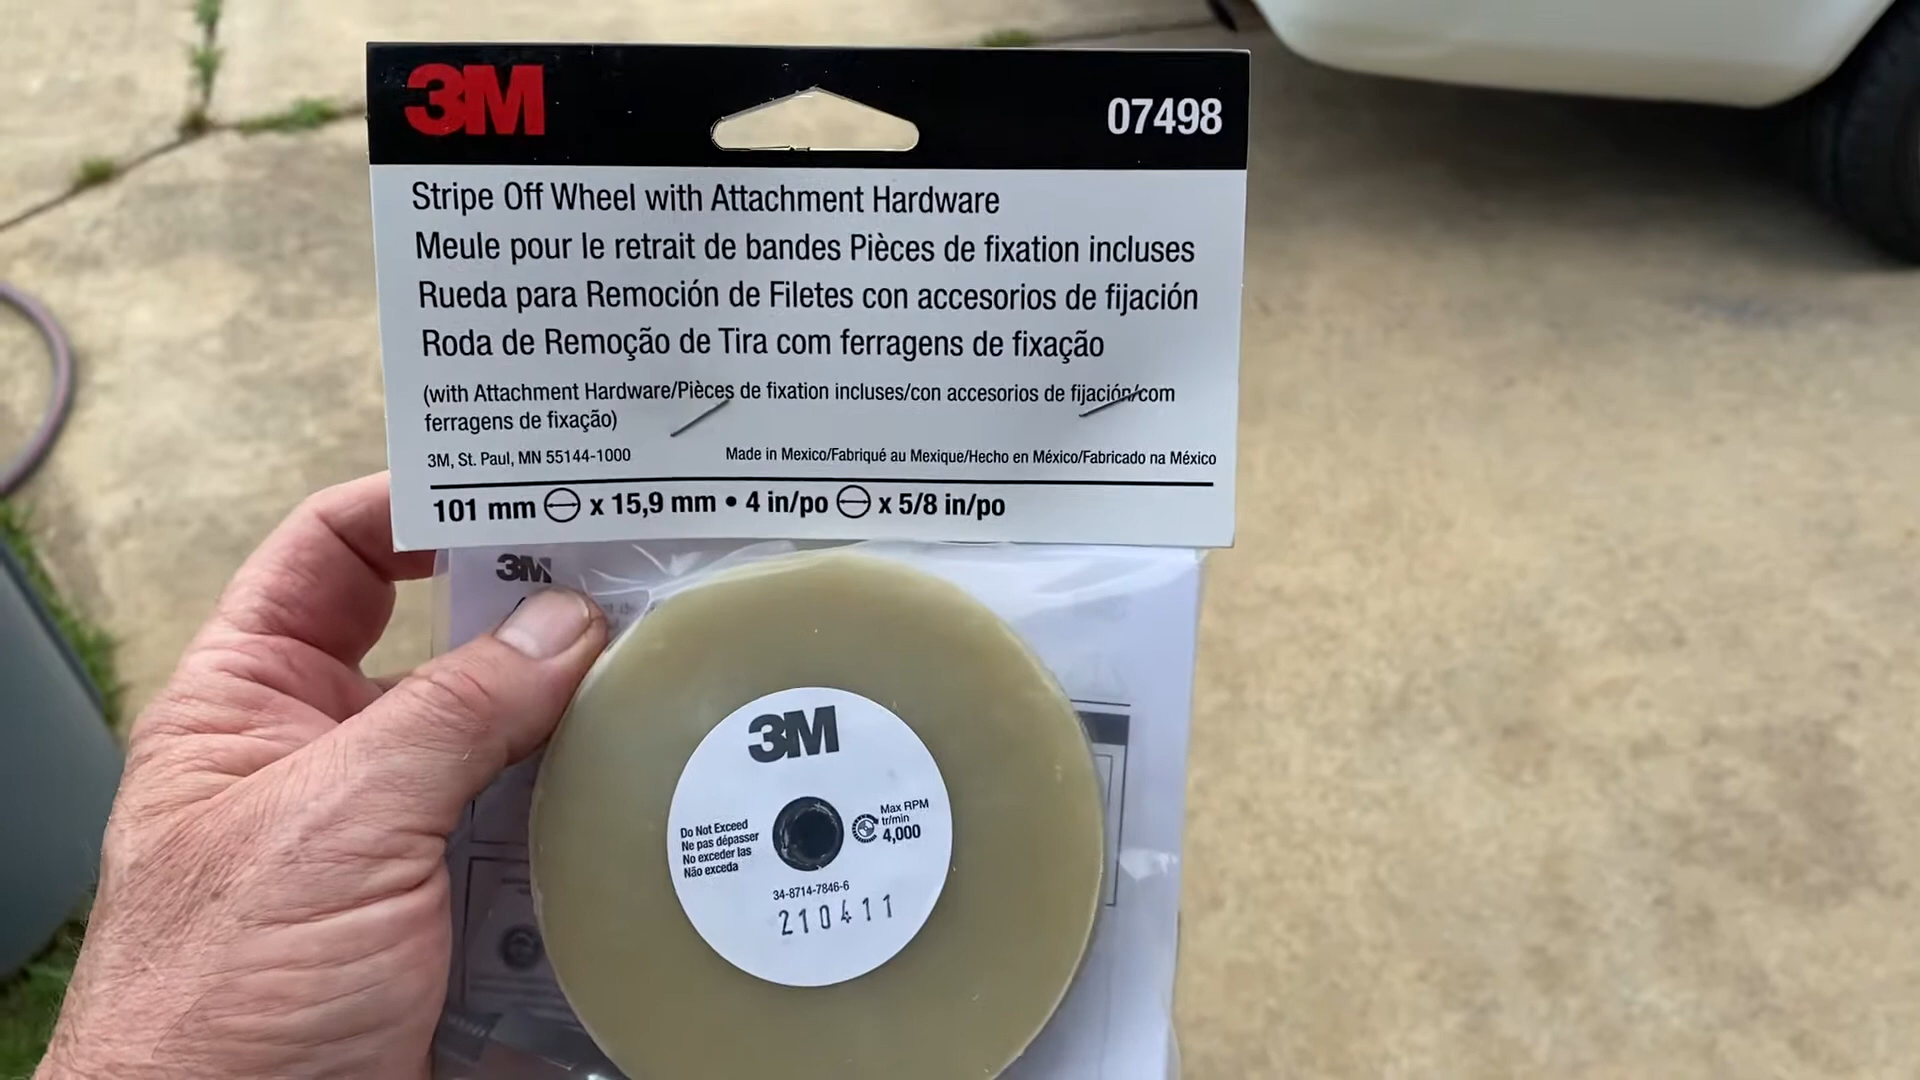 3M
07498
Stripe Off Wheel with Attachment Hardware
Meule pour le retrait de bandes Pièces de fixation incluses
Rueda para Remoción de Filetes con accesorios de fijación
Roda de Remoção de Tira com ferragens de fixação
(with Attachment Hardware/Pièces de fixation incluses/con accesorios de fijación/com
ferragens de fixação)
3M, St. Paul, MN 55144-1000
Made in Mexico/Fabriqué au Mexique/Hecho en México/Fabricado na México
101 mm x 15,9 mm • 4 in/po x 5/8 in/po
3M
3M
Do Not Exceed
Ne pas dépasser
No exceder las
Não exceda
Max RPM
tr/min
4,000
34-8714-7846-6
210411